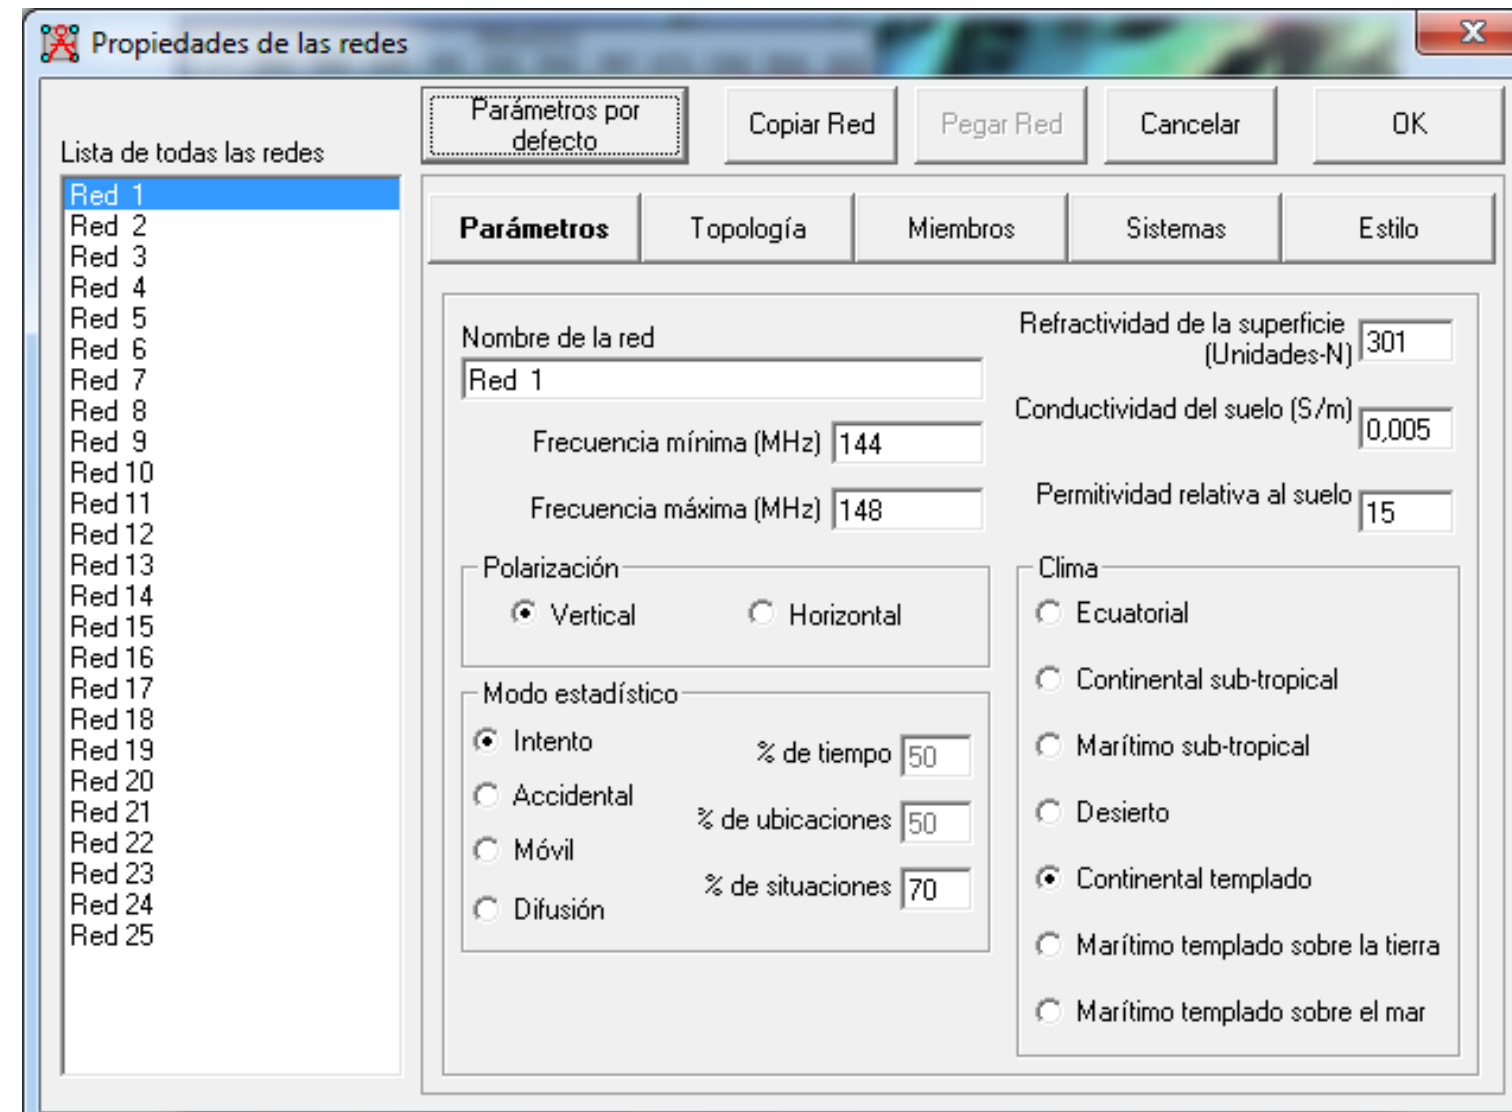 Propiedades de las redes
Parámetros por
defecto
Copiar Red
Pegar Red
Cancelar
OK
Lista de todas las redes
Red 1
Red 2
Red 3
Red 4
Red 5
Red 6
Red 7
Red 8
Red 9
Red 10
Red 11
Red 12
Red 13
Red 14
Red 15
Red 16
Red 17
Red 18
Red 19
Red 20
Red 21
Red 22
Red 23
Red 24
Red 25
Parámetros
Topología
Miembros
Sistemas
Estilo
Nombre de la red
Red 1
Frecuencia mínima (MHz) 144
Frecuencia máxima (MHz) 148
Refractividad de la superficie
(Unidades-N) 301
Conductividad del suelo (S/m) 0,005
Permitividad relativa al suelo 15
Polarización
Vertical
Horizontal
Modo estadístico
Intento
Accidental
Móvil
Difusión
% de tiempo 50
% de ubicaciones 50
% de situaciones 70
Clima
Ecuatorial
Continental sub-tropical
Marítimo sub-tropical
Desierto
Continental templado
Marítimo templado sobre la tierra
Marítimo templado sobre el mar